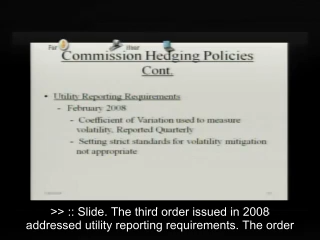 Commission Hedging Policies
Cont.
• Utility Reporting Requirements
– February 2008
– Coefficient of Variation used to measure
volatility, Reported Quarterly
– Setting strict standards for volatility mitigation
not appropriate
>> :: Slide. The third order issued in 2008
addressed utility reporting requirements. The order